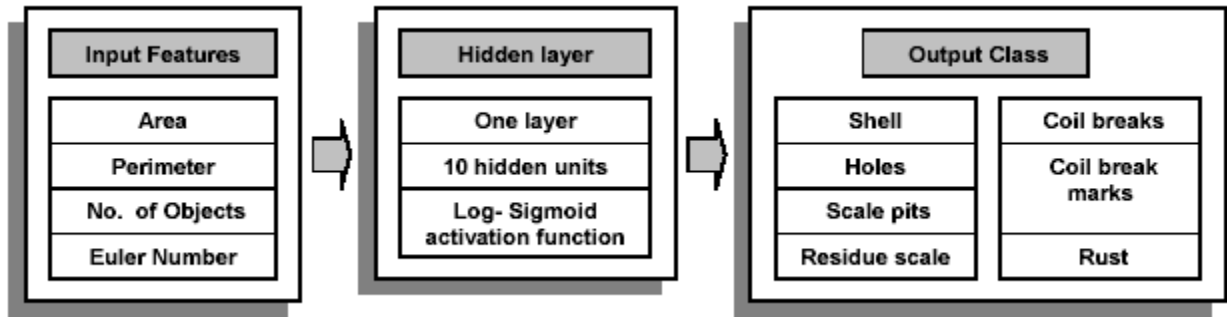 Input Features
Area
Perimeter
No. of Objects
Euler Number
Hidden layer
One layer
10 hidden units
Log- Sigmoid
activation function
Output Class
Shell
Holes
Scale pits
Residue scale
Coil breaks
Coil break
marks
Rust